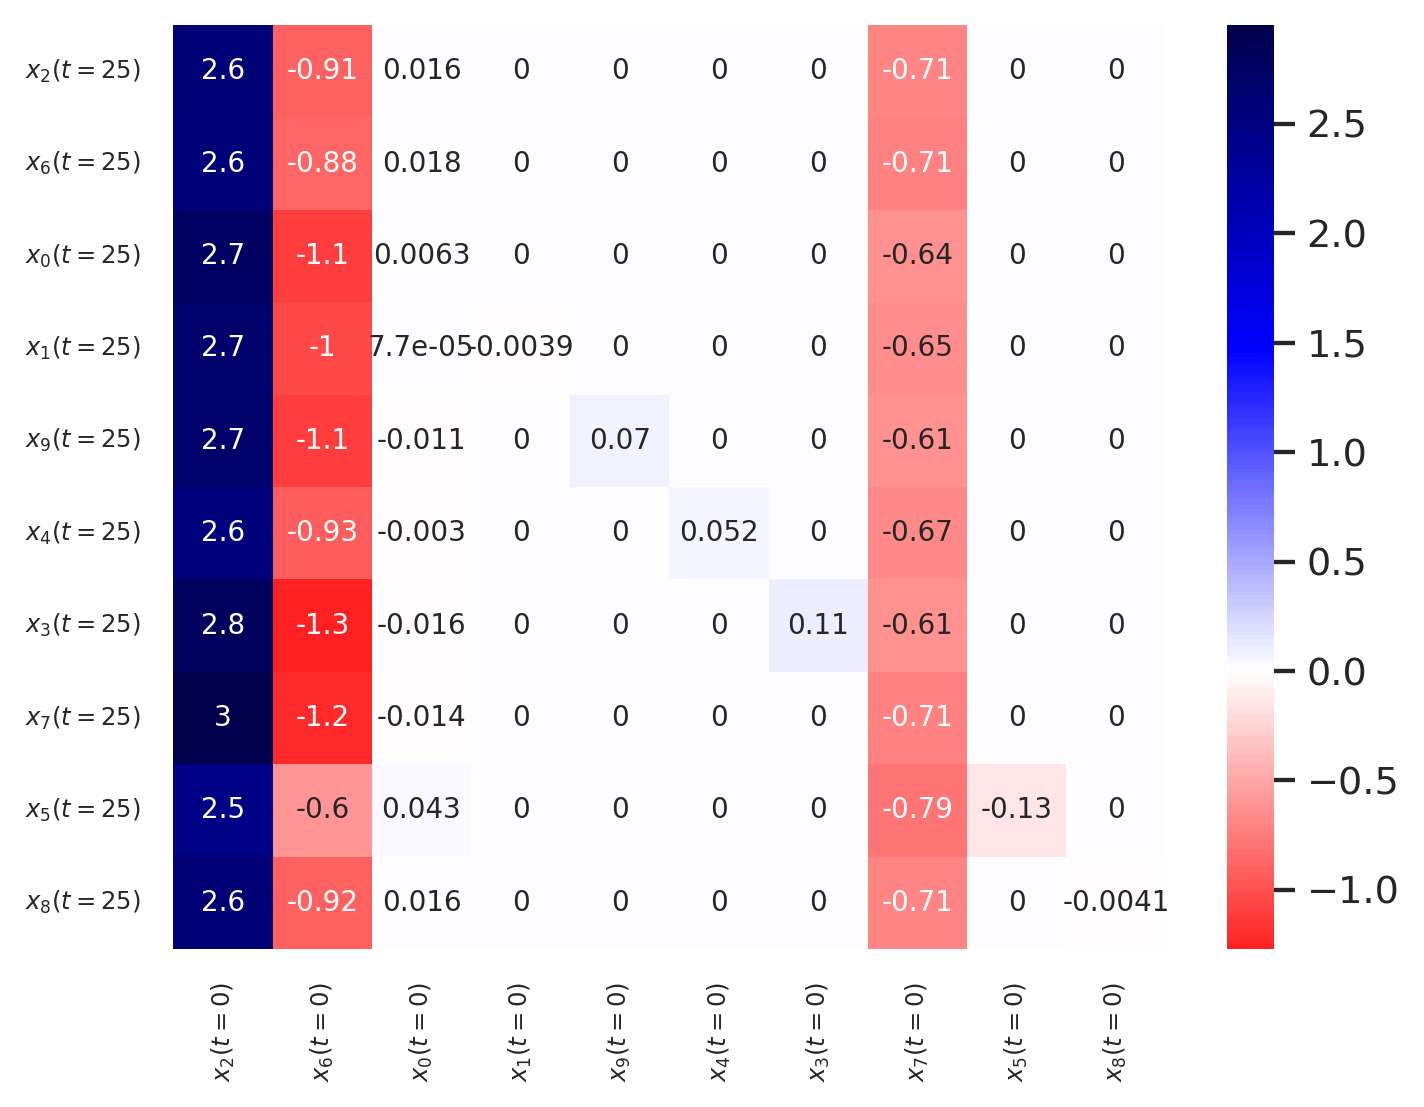 x₂(t = 25) 2.6 -0.91 0.016 0 0 0 0 -0.71 0 0
x₆(t = 25) 2.6 -0.88 0.018 0 0 0 0 -0.71 0 0
x₀(t = 25) 2.7 -1.1 0.0063 0 0 0 0 -0.64 0 0
x₁(t = 25) 2.7 -1 7.7e-05 -0.0039 0 0 0 -0.65 0 0
x₉(t = 25) 2.7 -1.1 -0.011 0 0.07 0 0 -0.61 0 0
x₄(t = 25) 2.6 -0.93 -0.003 0 0 0.052 0 -0.67 0 0
x₃(t = 25) 2.8 -1.3 -0.016 0 0 0 0.11 -0.61 0 0
x₇(t = 25) 3 -1.2 -0.014 0 0 0 0 -0.71 0 0
x₅(t = 25) 2.5 -0.6 0.043 0 0 0 0 -0.79 -0.13 0
x₈(t = 25) 2.6 -0.92 0.016 0 0 0 0 -0.71 0 -0.0041
x₂(t = 0)
x₆(t = 0)
x₀(t = 0)
x₁(t = 0)
x₉(t = 0)
x₄(t = 0)
x₃(t = 0)
x₇(t = 0)
x₅(t = 0)
x₈(t = 0)
2.5
2.0
1.5
1.0
0.5
0.0
−0.5
−1.0